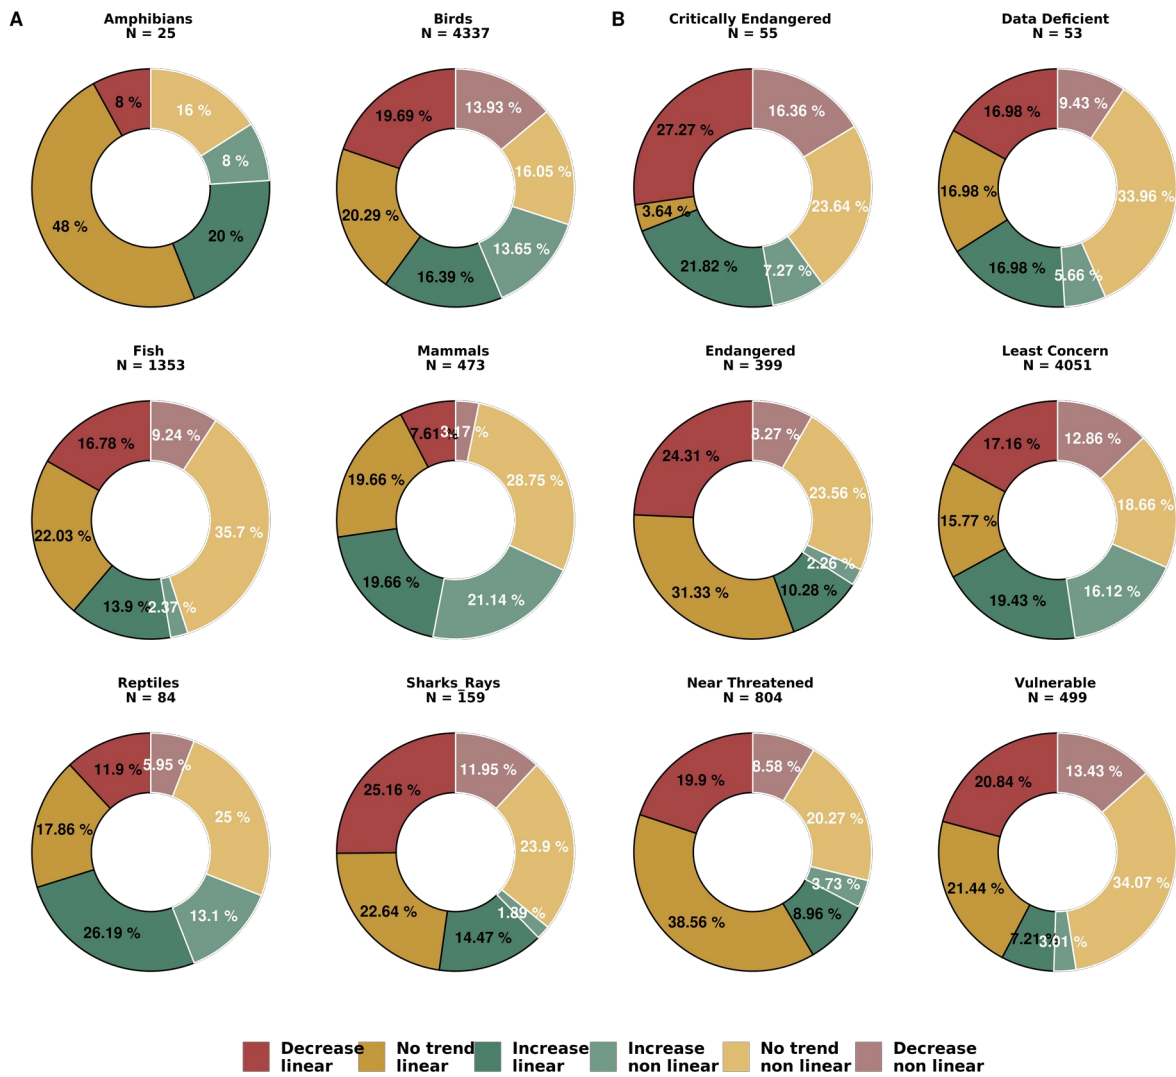 A
Amphibians
N = 25
8 %
16 %
8 %
20 %
48 %
Birds
N = 4337
19.69 %
13.93 %
16.05 %
13.65 %
16.39 %
20.29 %
B
Critically Endangered
N = 55
27.27 %
16.36 %
23.64 %
7.27 %
21.82 %
3.64 %
Data Deficient
N = 53
16.98 %
9.43 %
33.96 %
5.66 %
16.98 %
16.98 %
Fish
N = 1353
16.78 %
9.24 %
35.7 %
2.37 %
13.9 %
22.03 %
Mammals
N = 473
7.61 %
3.17 %
28.75 %
21.14 %
19.66 %
19.66 %
Endangered
N = 399
24.31 %
8.27 %
23.56 %
2.26 %
10.28 %
31.33 %
Least Concern
N = 4051
17.16 %
12.86 %
18.66 %
16.12 %
19.43 %
15.77 %
Reptiles
N = 84
11.9 %
5.95 %
25 %
13.1 %
26.19 %
17.86 %
Sharks_Rays
N = 159
25.16 %
11.95 %
23.9 %
1.89 %
14.47 %
22.64 %
Near Threatened
N = 804
19.9 %
8.58 %
20.27 %
3.73 %
8.96 %
38.56 %
Vulnerable
N = 499
20.84 %
13.43 %
34.07 %
3.01 %
7.21 %
21.44 %
Decrease
linear
No trend
linear
Increase
linear
Increase
non linear
No trend
non linear
Decrease
non linear